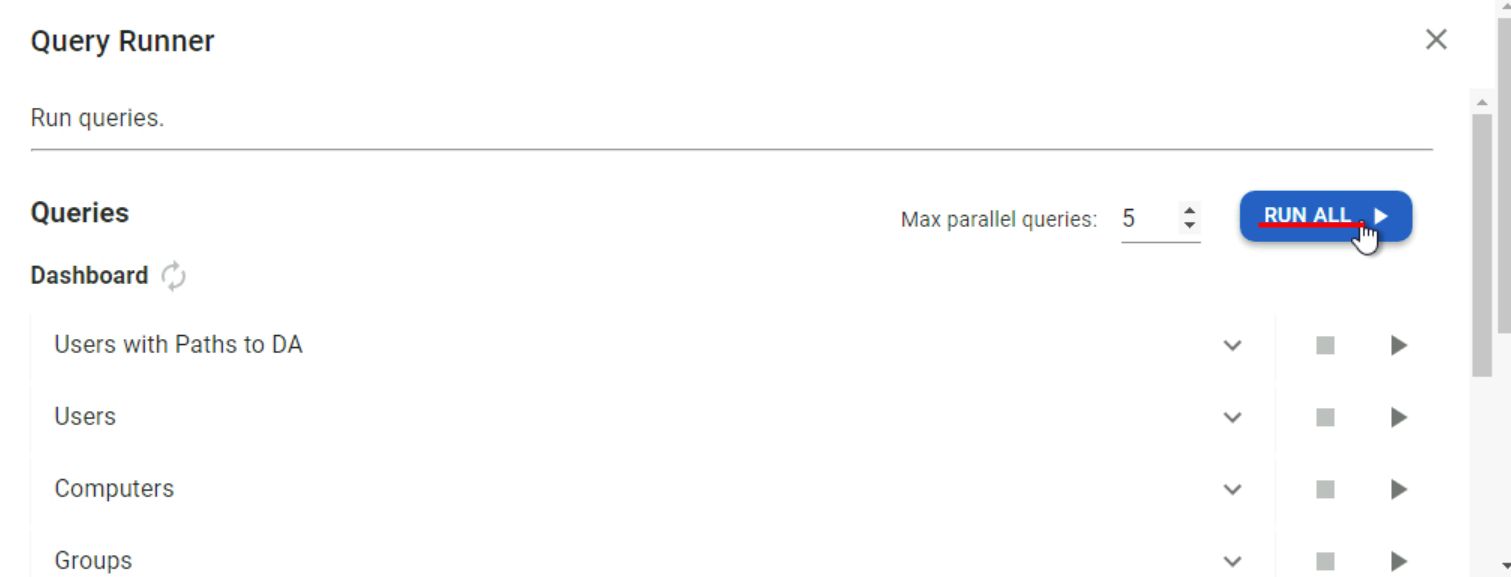 Query Runner
Run queries.
Queries
Max parallel queries: 5
RUN ALL
Dashboard
Users with Paths to DA
Users
Computers
Groups